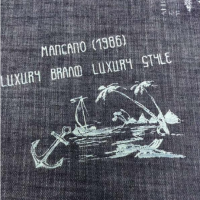 MANCANO (1986)
LUXURY BRAND LUXURY STYLE